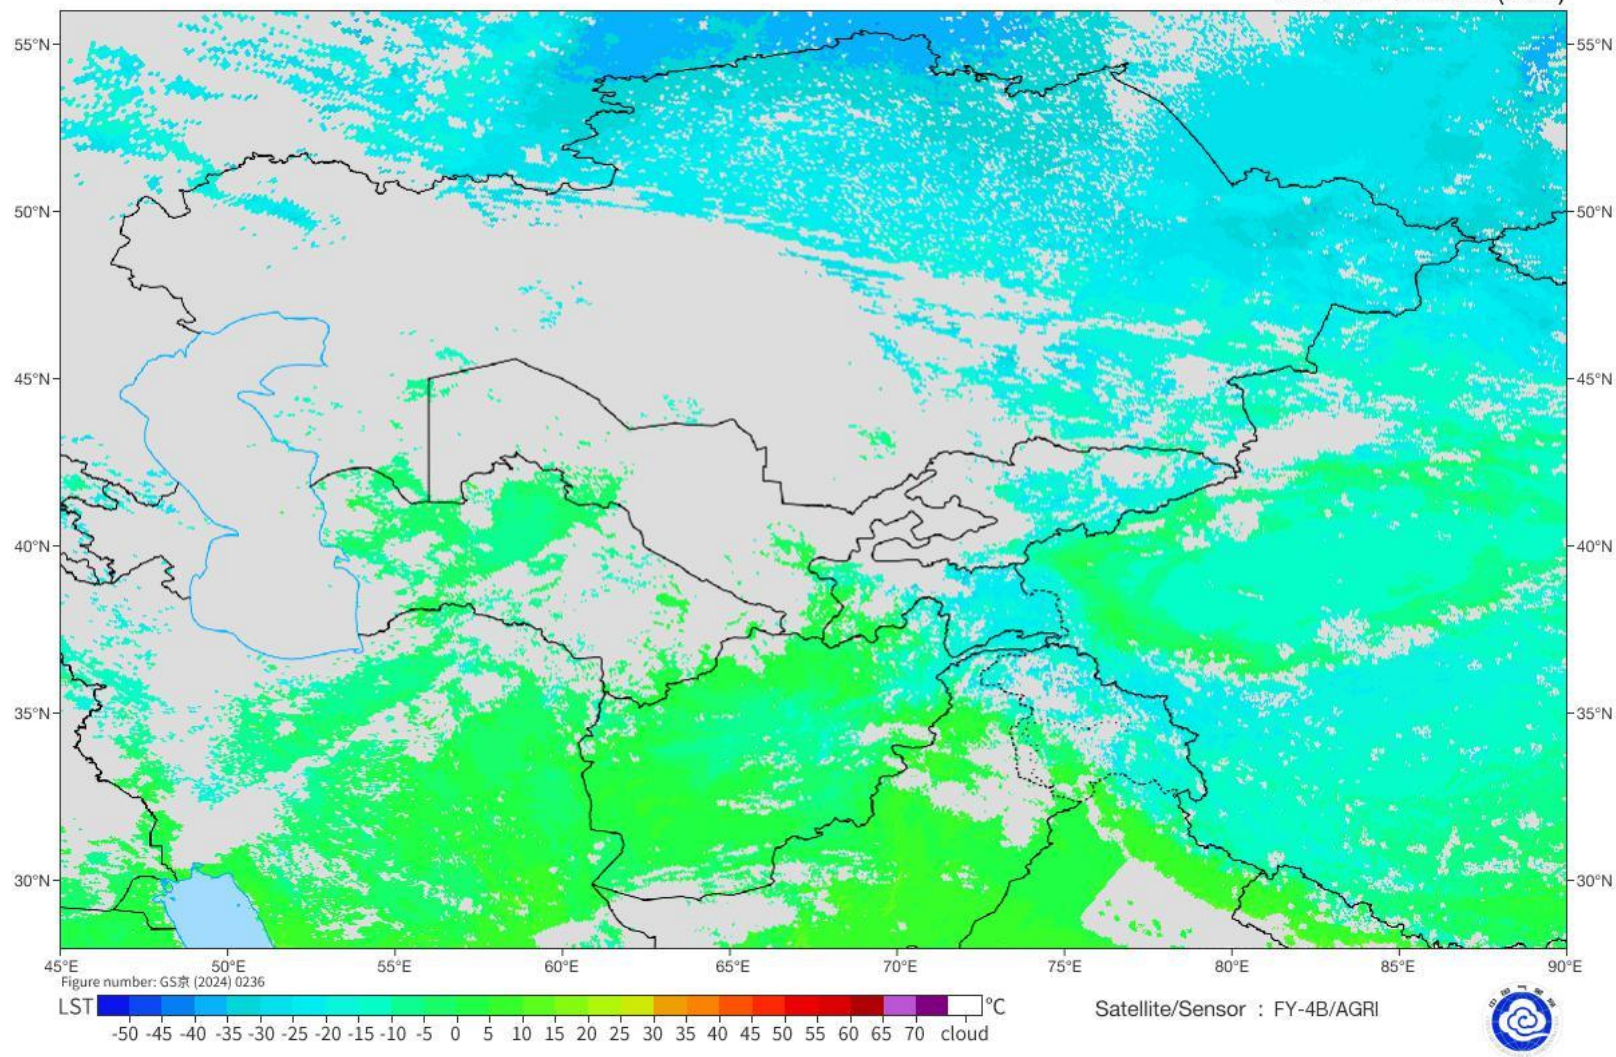 55°N 55°N
50°N 50°N
45°N 45°N
40°N 40°N
35°N 35°N
30°N 30°N
45°E 50°E 55°E 60°E 65°E 70°E 75°E 80°E 85°E 90°E
Figure number: GS京 (2024) 0236
LST °C
-50 -45 -40 -35 -30 -25 -20 -15 -10 -5 0 5 10 15 20 25 30 35 40 45 50 55 60 65 70 cloud
Satellite/Sensor : FY-4B/AGRI